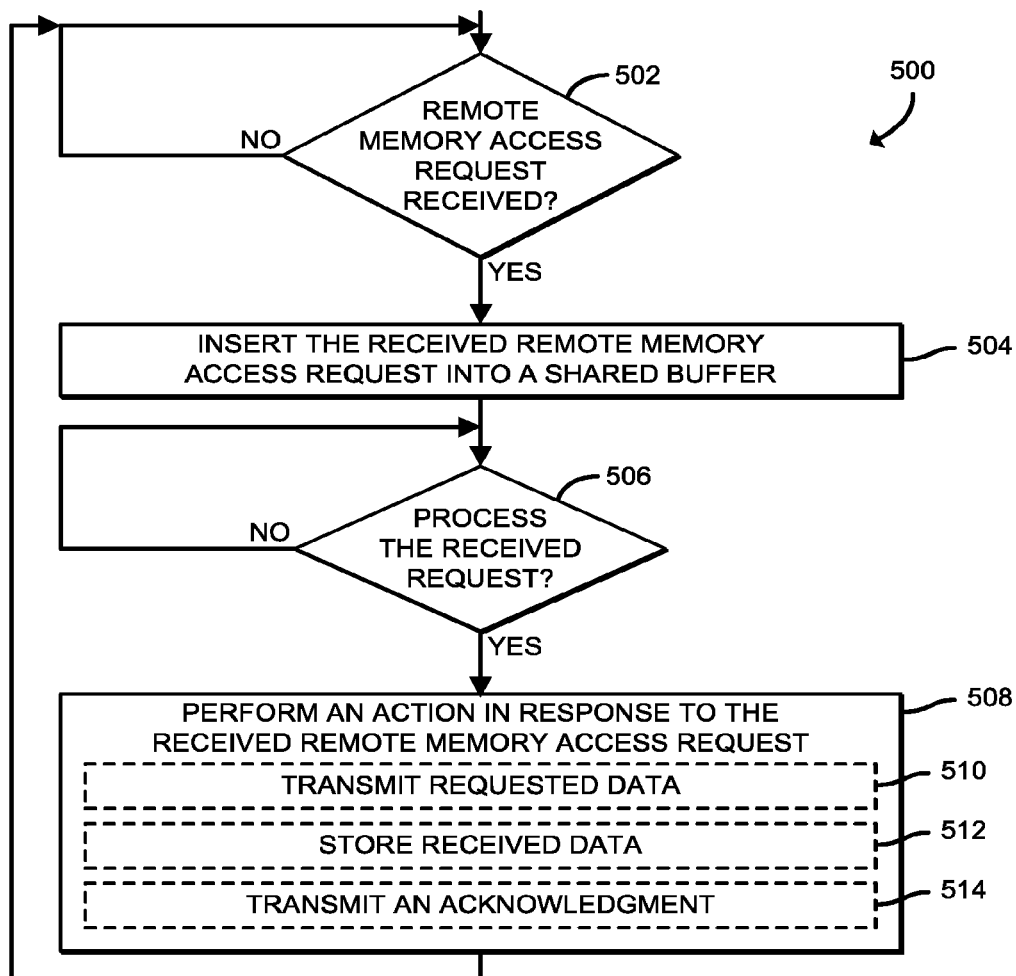 502
500
REMOTE
MEMORY ACCESS
REQUEST
RECEIVED?
NO
YES
INSERT THE RECEIVED REMOTE MEMORY
ACCESS REQUEST INTO A SHARED BUFFER
504
506
PROCESS
THE RECEIVED
REQUEST?
NO
YES
PERFORM AN ACTION IN RESPONSE TO THE
RECEIVED REMOTE MEMORY ACCESS REQUEST
508
TRANSMIT REQUESTED DATA
510
STORE RECEIVED DATA
512
TRANSMIT AN ACKNOWLEDGMENT
514